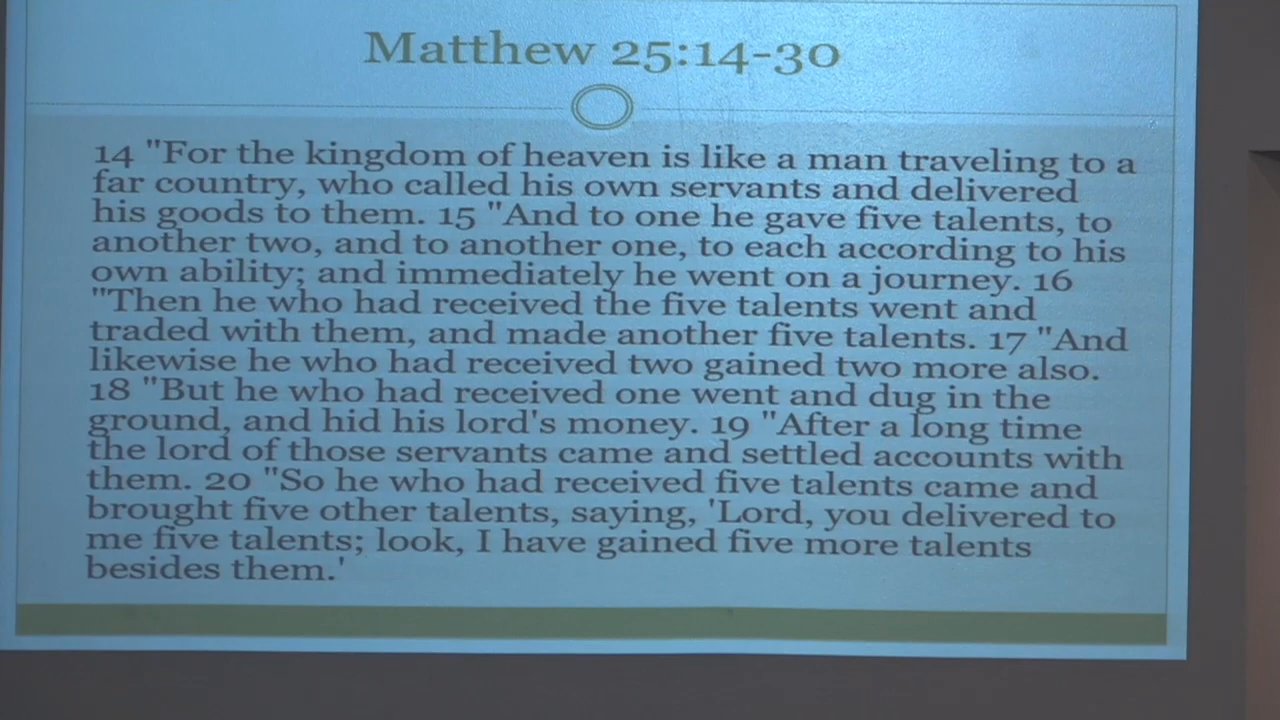 Matthew 25:14-30
14 "For the kingdom of heaven is like a man traveling to a
far country, who called his own servants and delivered
his goods to them. 15 "And to one he gave five talents, to
another two, and to another one, to each according to his
own ability; and immediately he went on a journey. 16
"Then he who had received the five talents went and
traded with them, and made another five talents. 17 "And
likewise he who had received two gained two more also.
18 "But he who had received one went and dug in the
ground, and hid his lord's money. 19 "After a long time
the lord of those servants came and settled accounts with
them. 20 "So he who had received five talents came and
brought five other talents, saying, 'Lord, you delivered to
me five talents; look, I have gained five more talents
besides them.'